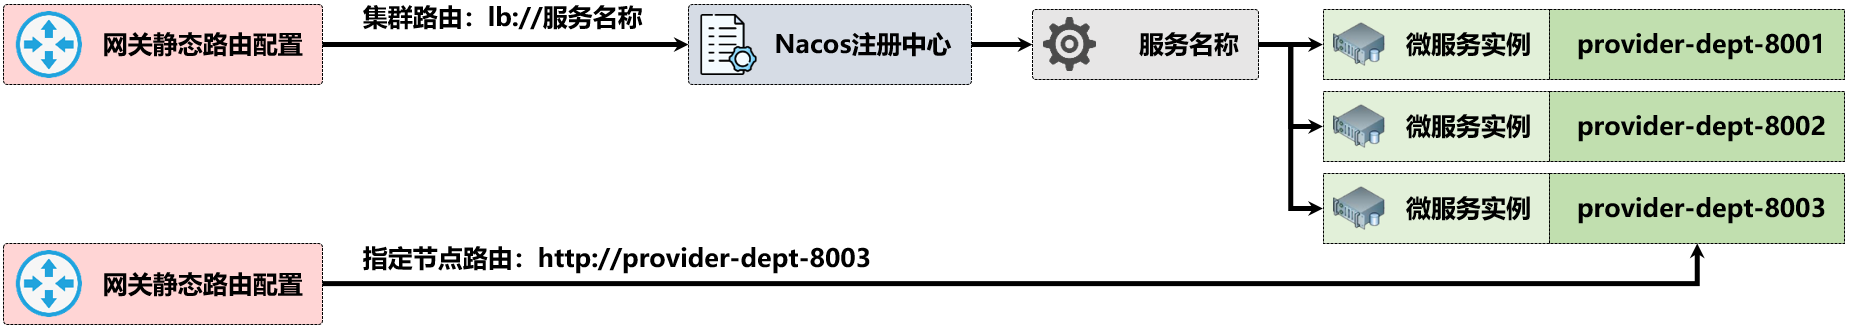 网关静态路由配置
集群路由：lb://服务名称
Nacos注册中心
服务名称
微服务实例 provider-dept-8001
微服务实例 provider-dept-8002
微服务实例 provider-dept-8003
网关静态路由配置
指定节点路由：http://provider-dept-8003